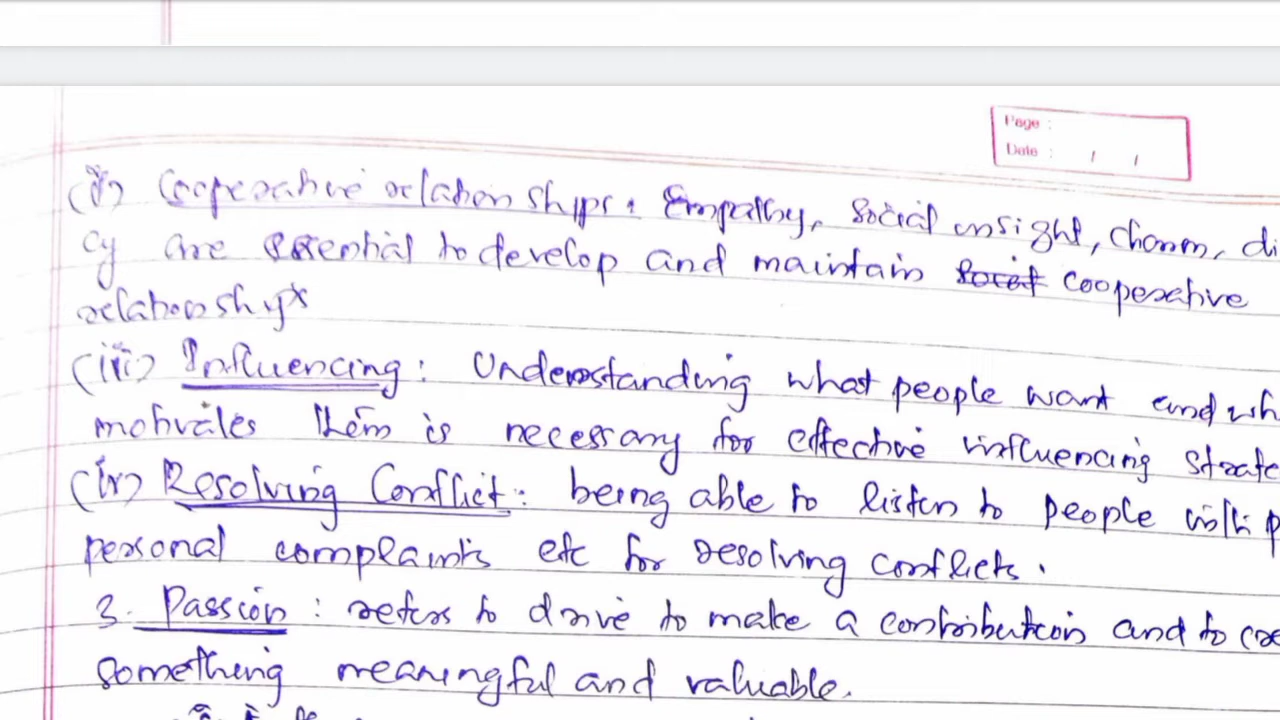 Page :
Date : / /
Cooperative relationships : Empathy, Social insight, charm, di
cy are essential to develop and maintain cooperative
relationships
(iii) Influencing : Understanding what people want and wh
motivates them is necessary for effective influencing strate
(iv) Resolving Conflict : being able to listen to people with p
personal complaints etc for resolving conflicts.
3. Passion : refers to drive to make a contribution and to cre
something meaningful and valuable.